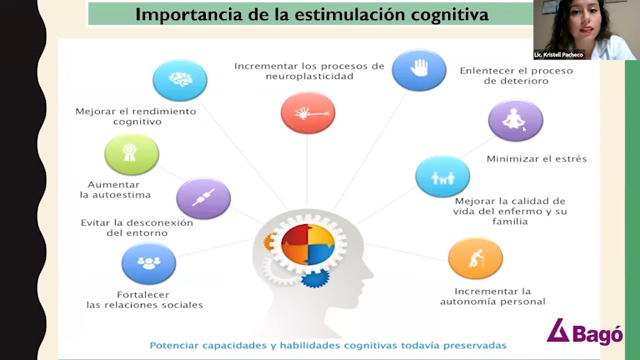 Importancia de la estimulación cognitiva
Lic. Kristell Pacheco
Incrementar los procesos de
neuroplasticidad
Enlentecer el proceso
de deterioro
Mejorar el rendimiento
cognitivo
Minimizar el estrés
Aumentar
la autoestima
Mejorar la calidad de
vida del enfermo y su
familia
Evitar la desconexión
del entorno
Fortalecer
las relaciones sociales
Incrementar la
autonomía personal
Bagó
Potenciar capacidades y habilidades cognitivas todavía preservadas